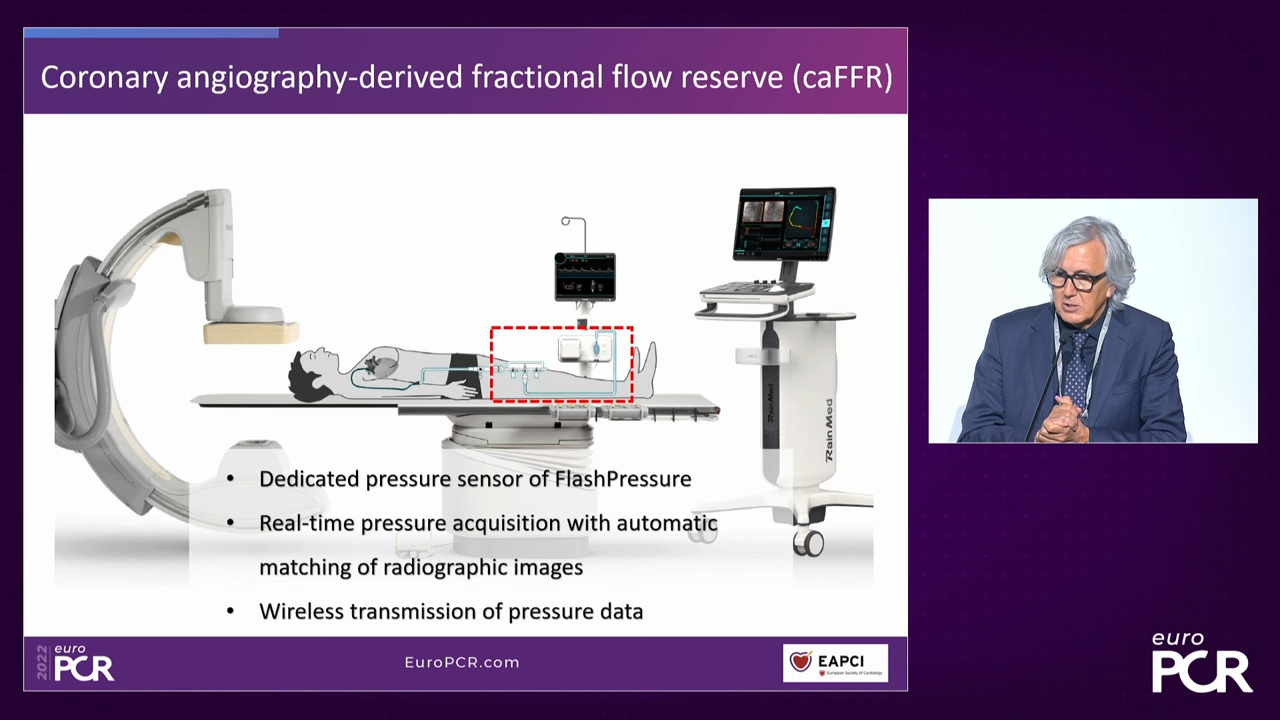 Coronary angiography-derived fractional flow reserve (caFFR)
RainMed
RainMed
• Dedicated pressure sensor of FlashPressure
• Real-time pressure acquisition with automatic
matching of radiographic images
• Wireless transmission of pressure data
2022
euro
PCR
EuroPCR.com
EAPCI
European Society of Cardiology
euro
PCR